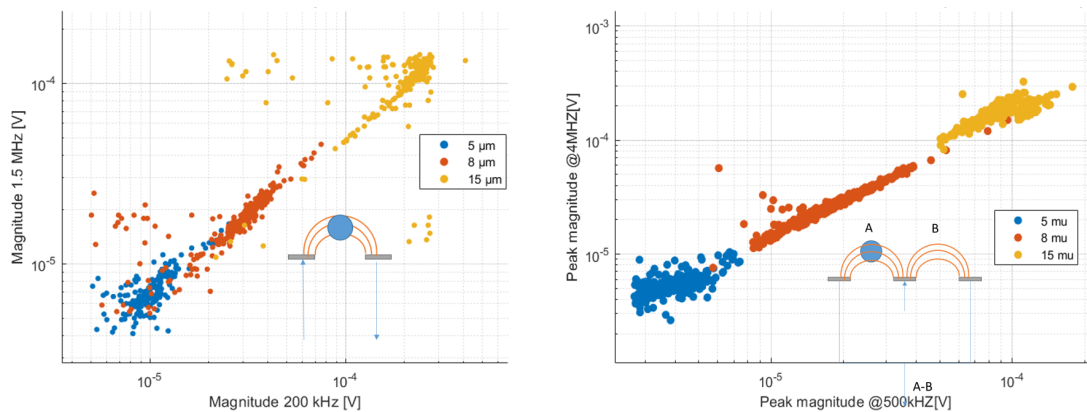 Magnitude 1.5 MHz [V]
10-4
10-5
5 µm
8 µm
15 µm
10-5
10-4
Magnitude 200 kHz [V]
Peak magnitude @4MHZ[V]
10-3
10-4
10-5
5 mu
8 mu
15 mu
A
B
10-5
10-4
A-B
Peak magnitude @500kHZ[V]